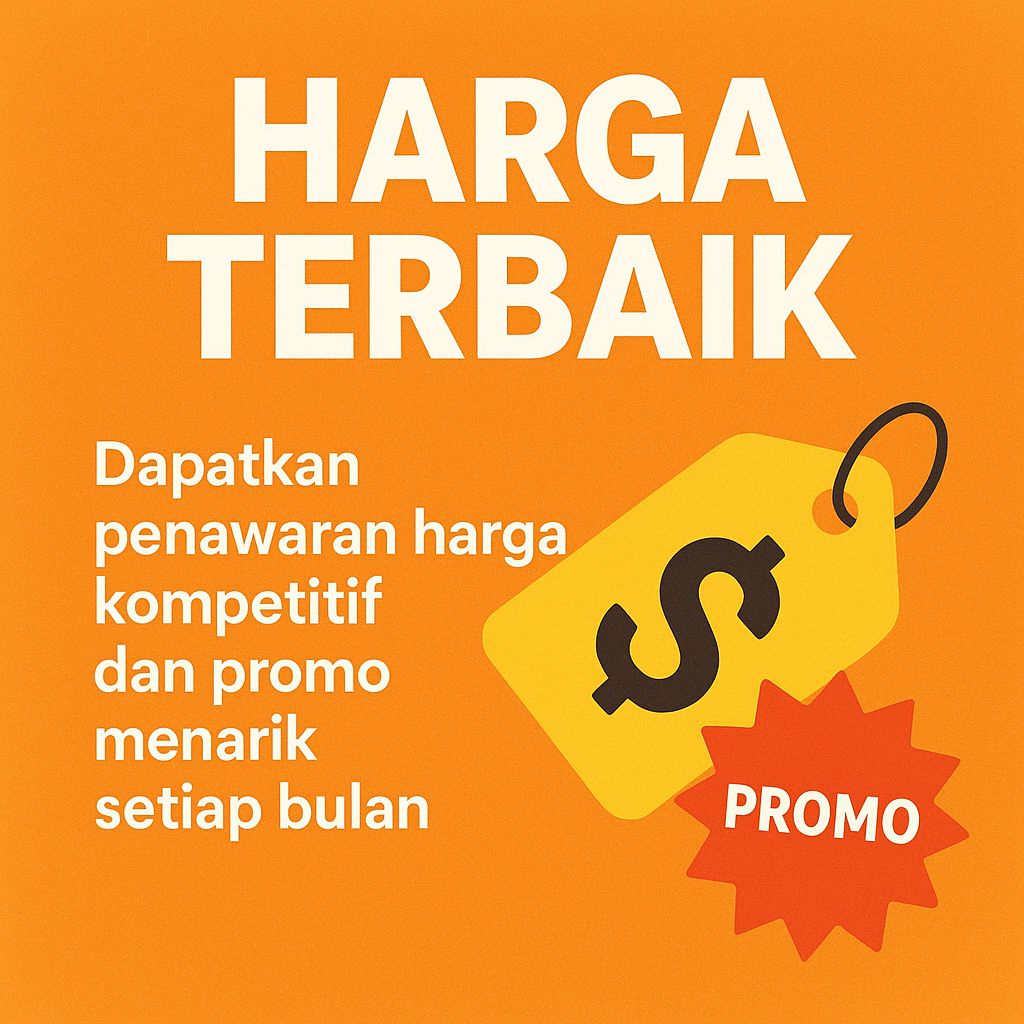 HARGA
TERBAIK
Dapatkan
penawaran harga
kompetitif
dan promo
menarik
setiap bulan
$
PROMO